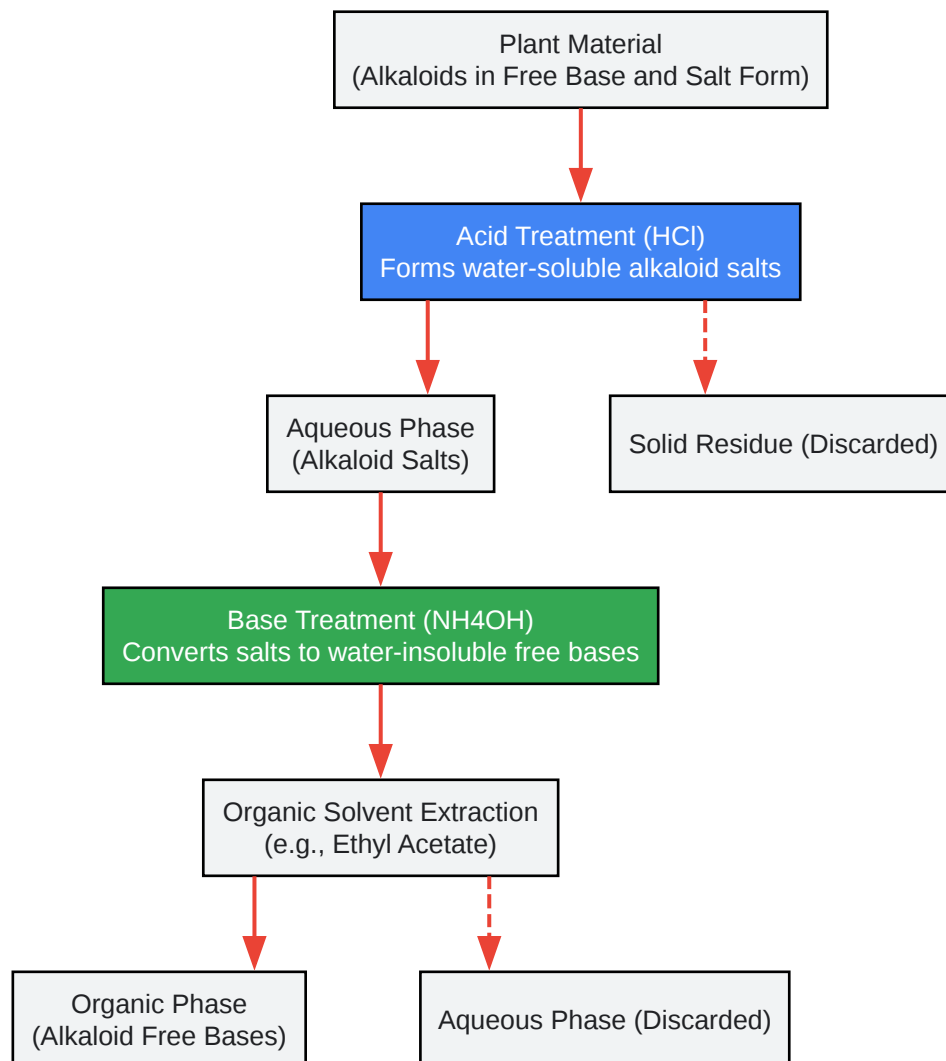 Plant Material
(Alkaloids in Free Base and Salt Form)
Acid Treatment (HCl)
Forms water-soluble alkaloid salts
Aqueous Phase
(Alkaloid Salts)
Solid Residue (Discarded)
Base Treatment (NH4OH)
Converts salts to water-insoluble free bases
Organic Solvent Extraction
(e.g., Ethyl Acetate)
Organic Phase
(Alkaloid Free Bases)
Aqueous Phase (Discarded)